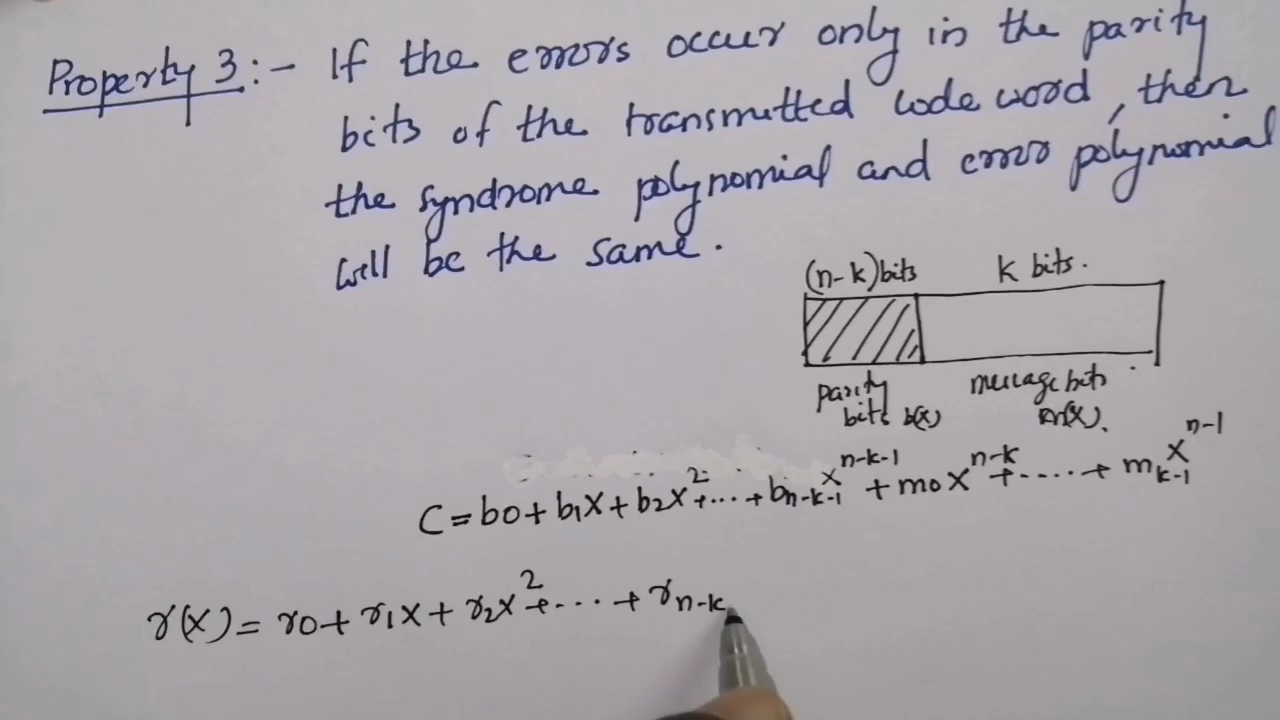 Property 3:- If the errors occur only in the parity
bits of the transmitted code word, then
the syndrome polynomial and error polynomial
will be the same.
(n-k)bits K bits.
parity message bits
bits b(x) m(x).
C = b0 + b₁x + b₂x² + ... + bₙ₋ₖ₋₁ xⁿ⁻ᵏ⁻¹ + m0 xⁿ⁻ᵏ + ..... + mₖ₋₁ xⁿ⁻¹
r(x) = r0 + r₁x + r₂x² + ... + rₙ₋ₖ